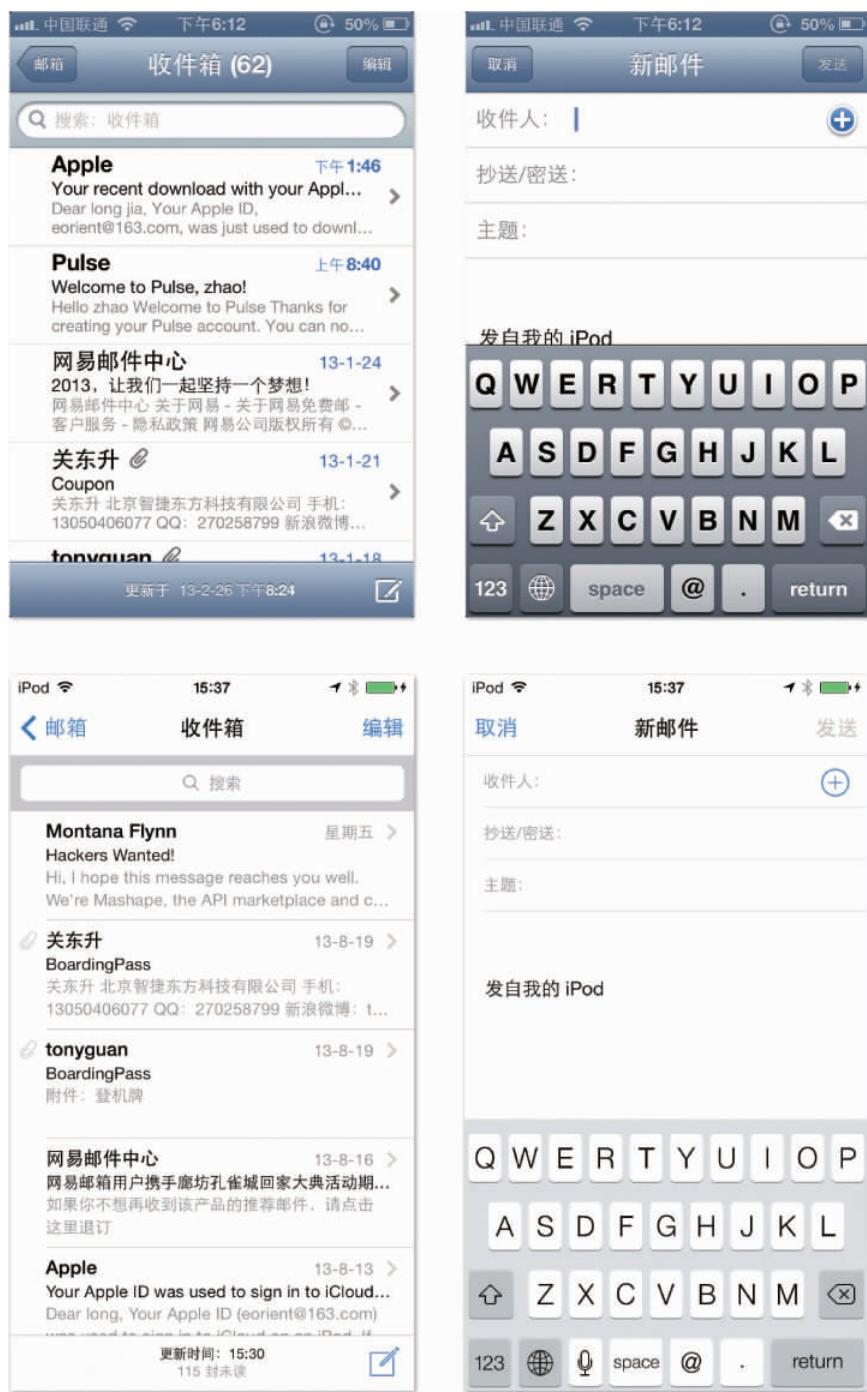 中国联通 下午6:12 50%
邮箱 收件箱 (62) 编辑
搜索：收件箱
Apple 下午1:46
Your recent download with your Appl...
Dear long jia, Your Apple ID,
eorient@163.com, was just used to downl...
Pulse 上午8:40
Welcome to Pulse, zhao!
Hello zhao Welcome to Pulse Thanks for
creating your Pulse account. You can no...
网易邮件中心 13-1-24
2013，让我们一起坚持一个梦想！
网易邮件中心 关于网易 - 关于网易免费邮 -
客户服务 - 隐私政策 网易公司版权所有 ©...
关东升 13-1-21
Coupon
关东升 北京智捷东方科技有限公司 手机：
13050406077 QQ：270258799 新浪微博...
tonyguan 13-1-18
更新于 13-2-26 下午8:24
中国联通 下午6:12 50%
取消 新邮件 发送
收件人：
抄送/密送：
主题：
发自我的 iPod
Q W E R T Y U I O P
A S D F G H J K L
Z X C V B N M
123 space @ . return
iPod 15:37
邮箱 收件箱 编辑
搜索
Montana Flynn 星期五
Hackers Wanted!
Hi, I hope this message reaches you well.
We're Mashape, the API marketplace and c...
关东升 13-8-19
BoardingPass
关东升 北京智捷东方科技有限公司 手机：
13050406077 QQ：270258799 新浪微博：t...
tonyguan 13-8-19
BoardingPass
附件：登机牌
网易邮件中心 13-8-16
网易邮箱用户携手廊坊孔雀城回家大典活动期...
如果你不想再收到该产品的推荐邮件，请点击
这里退订
Apple 13-8-13
Your Apple ID was used to sign in to iCloud...
Dear long, Your Apple ID (eorient@163.com)
was used to sign in to iCloud on an iPod. If
更新时间：15:30
115 封未读
iPod 15:37
取消 新邮件 发送
收件人：
抄送/密送：
主题：
发自我的 iPod
Q W E R T Y U I O P
A S D F G H J K L
Z X C V B N M
123 space @ . return